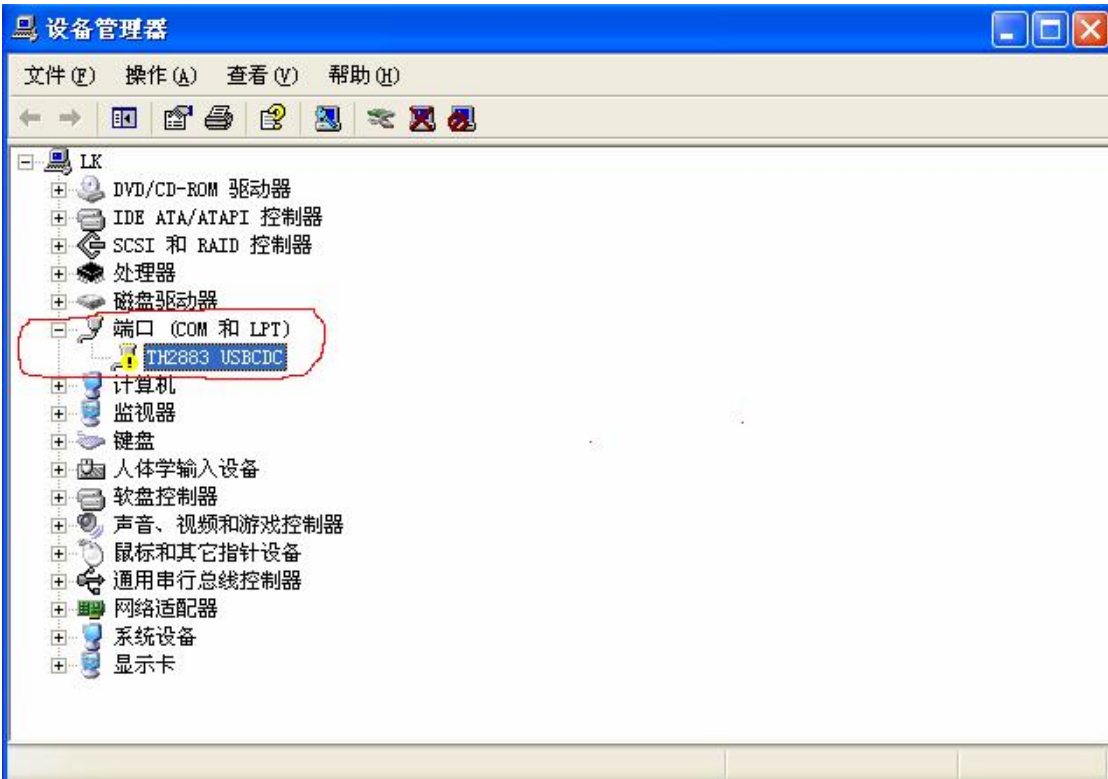 设备管理器
文件(F) 操作(A) 查看(V) 帮助(H)
LK
DVD/CD-ROM 驱动器
IDE ATA/ATAPI 控制器
SCSI 和 RAID 控制器
处理器
磁盘驱动器
端口 (COM 和 LPT)
TH2883 USBCDC
计算机
监视器
键盘
人体学输入设备
软盘控制器
声音、视频和游戏控制器
鼠标和其它指针设备
通用串行总线控制器
网络适配器
系统设备
显示卡